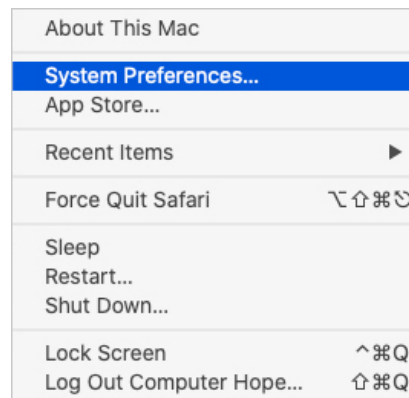 About This Mac
System Preferences...
App Store...
Recent Items ▶
Force Quit Safari ⌥⇧⌘⎋
Sleep
Restart...
Shut Down...
Lock Screen ^⌘Q
Log Out Computer Hope... ⇧⌘Q